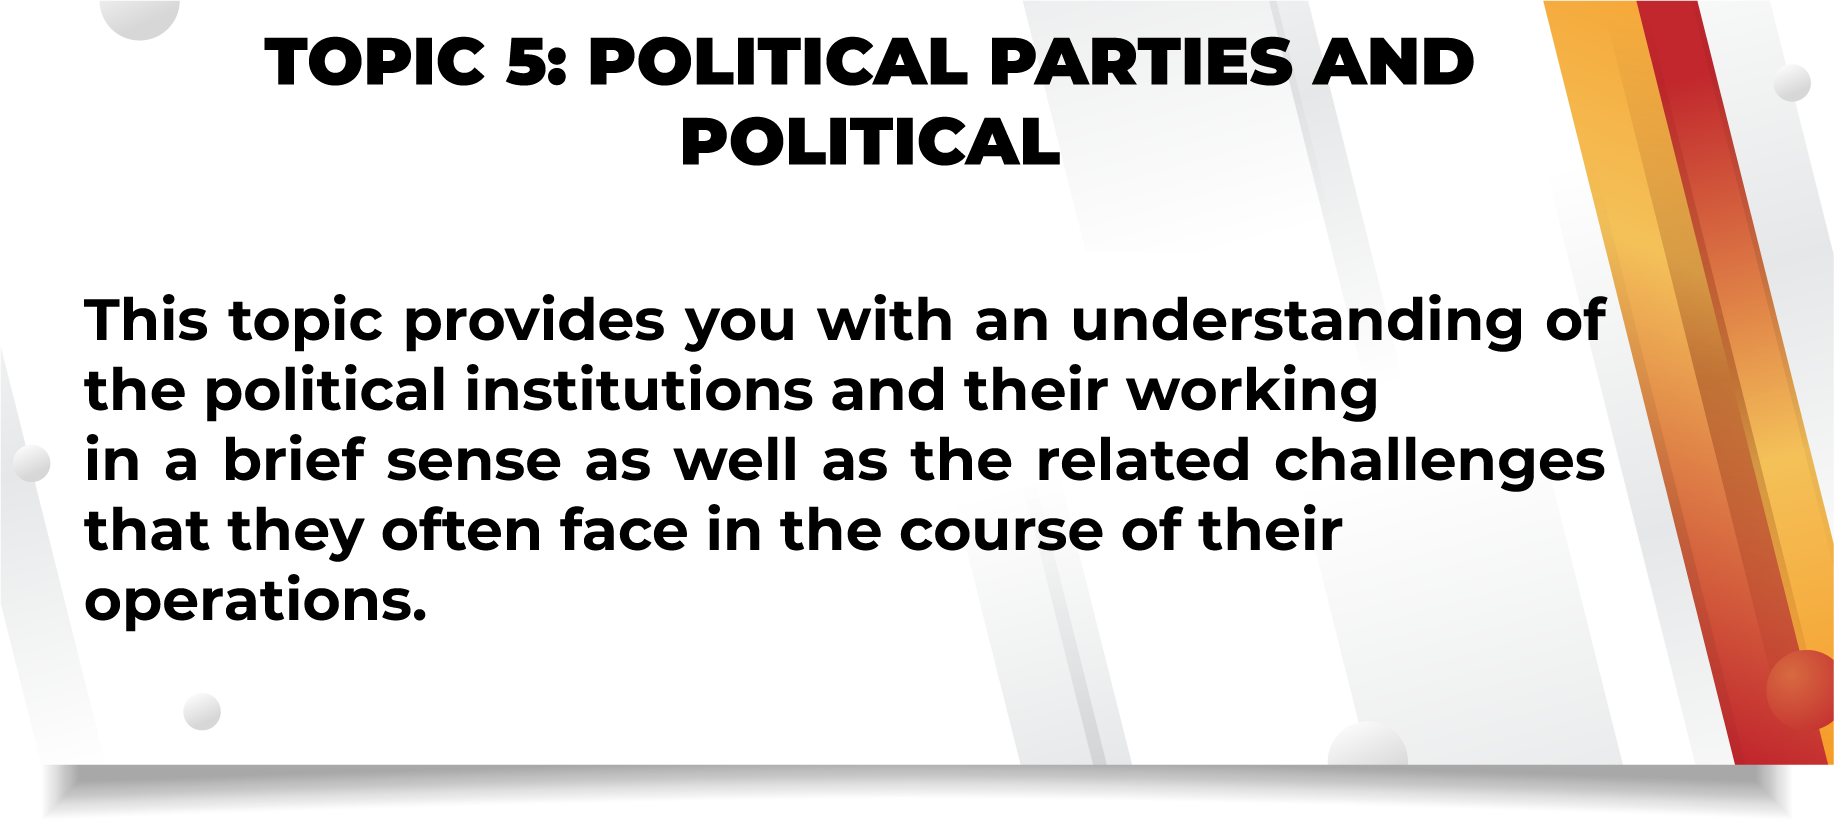 TOPIC 5: POLITICAL PARTIES AND
POLITICAL
This topic provides you with an understanding of
the political institutions and their working
in a brief sense as well as the related challenges
that they often face in the course of their
operations.